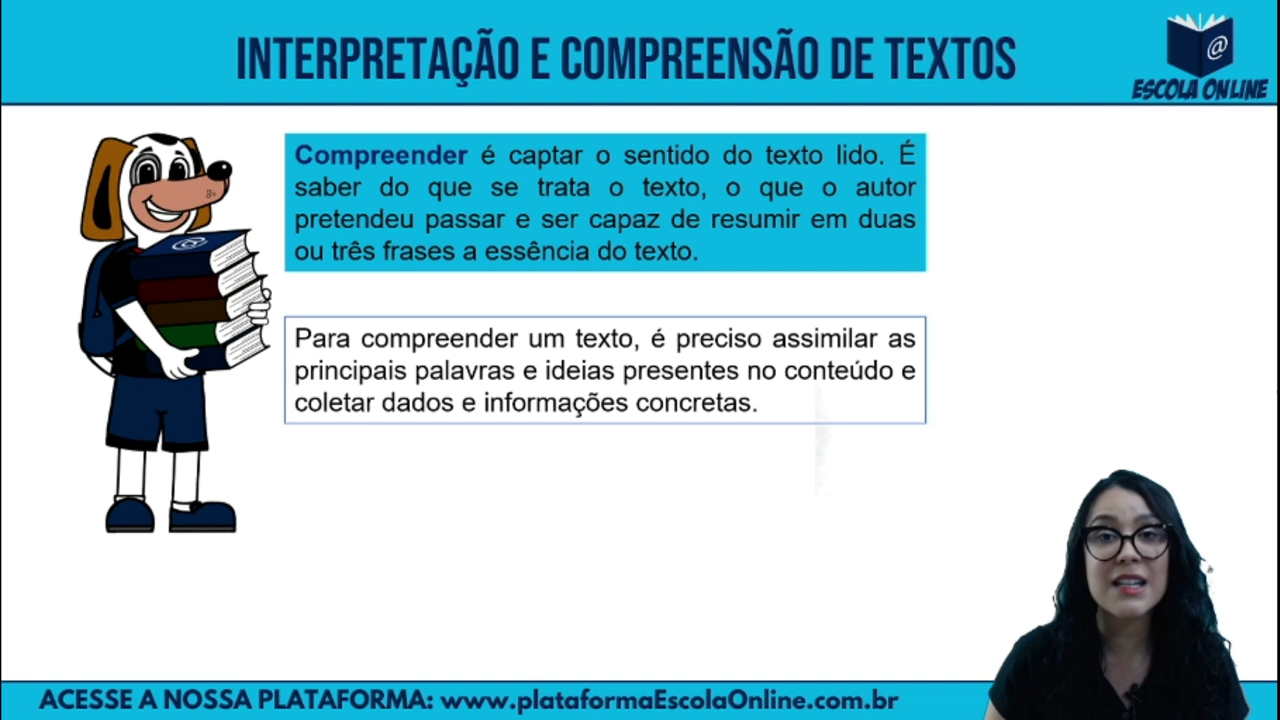 INTERPRETAÇÃO E COMPREENSÃO DE TEXTOS
@
ESCOLA ONLINE
Compreender é captar o sentido do texto lido. É
saber do que se trata o texto, o que o autor
pretendeu passar e ser capaz de resumir em duas
ou três frases a essência do texto.
@
Para compreender um texto, é preciso assimilar as
principais palavras e ideias presentes no conteúdo e
coletar dados e informações concretas.
ACESSE A NOSSA PLATAFORMA: www.plataformaEscolaOnline.com.br